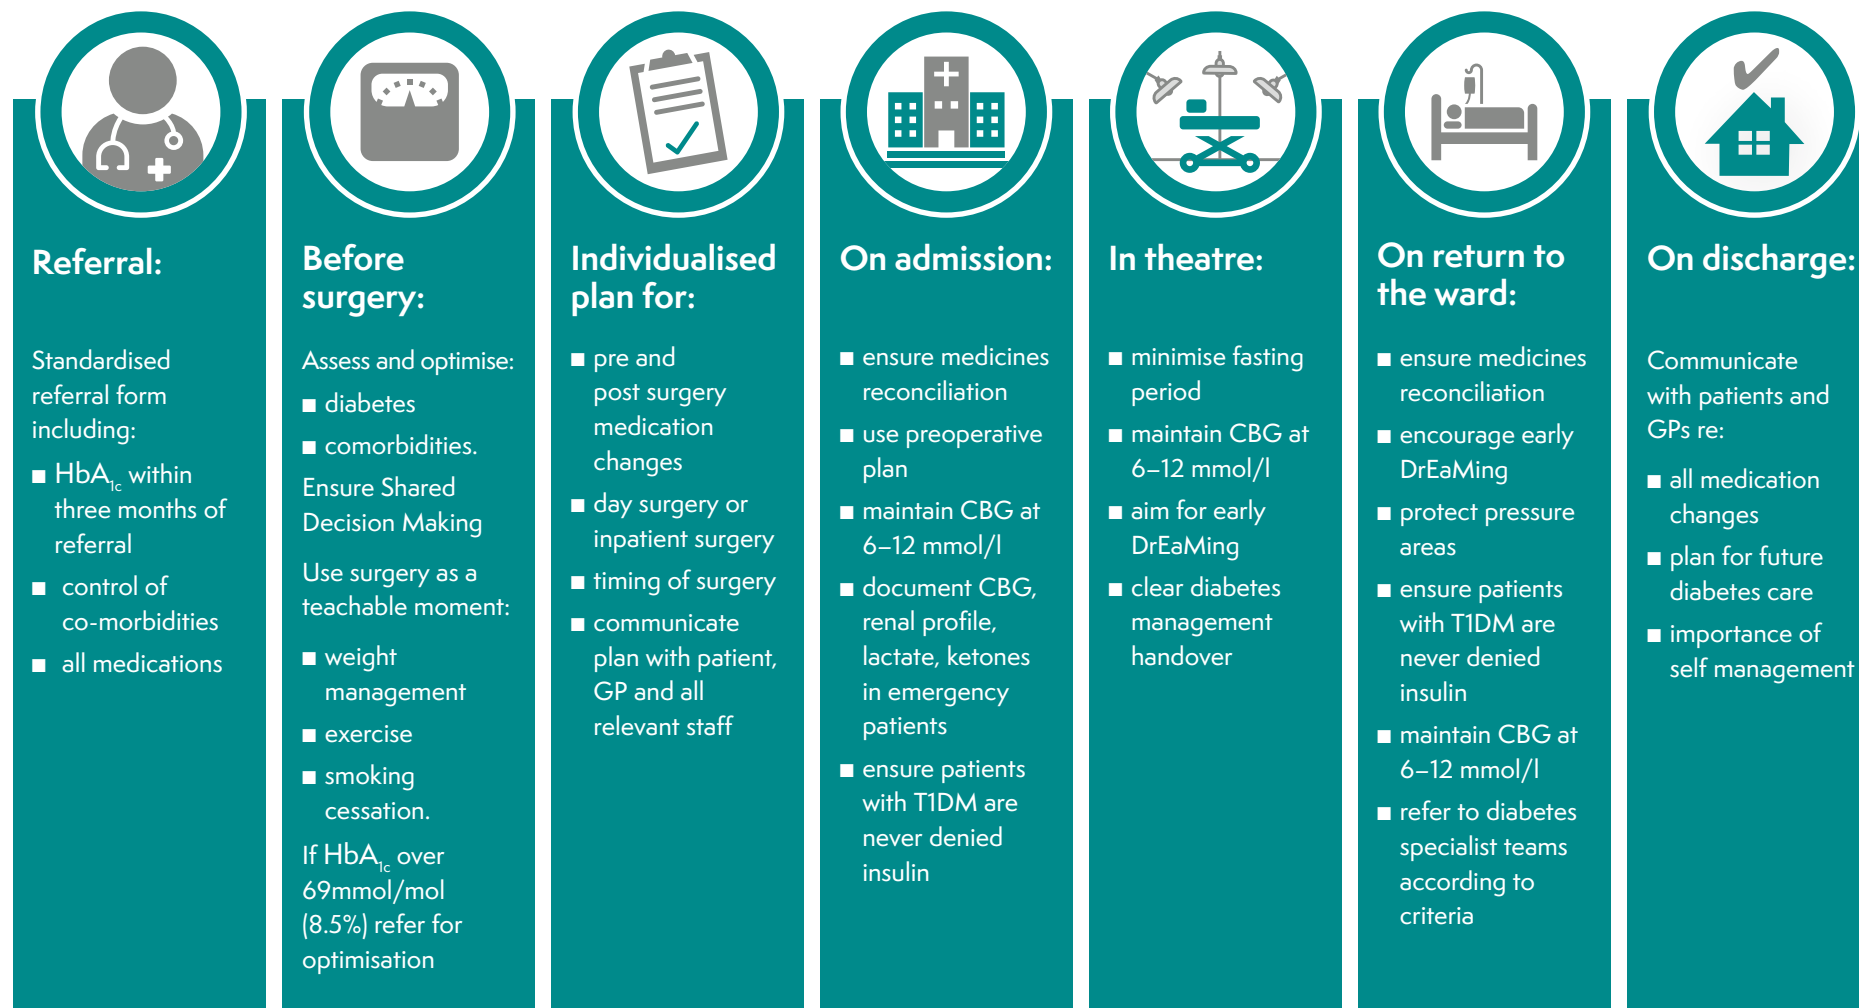 Referral:
Standardised
referral form
including:
■ HbA1c within
three months of
referral
■ control of
co-morbidities
■ all medications
Before
surgery:
Assess and optimise:
■ diabetes
■ comorbidities.
Ensure Shared
Decision Making
Use surgery as a
teachable moment:
■ weight
management
■ exercise
■ smoking
cessation.
If HbA1c over
69mmol/mol
(8.5%) refer for
optimisation
Individualised
plan for:
■ pre and
post surgery
medication
changes
■ day surgery or
inpatient surgery
■ timing of surgery
■ communicate
plan with patient,
GP and all
relevant staff
On admission:
■ ensure medicines
reconciliation
■ use preoperative
plan
■ maintain CBG at
6–12 mmol/l
■ document CBG,
renal profile,
lactate, ketones
in emergency
patients
■ ensure patients
with T1DM are
never denied
insulin
In theatre:
■ minimise fasting
period
■ maintain CBG at
6–12 mmol/l
■ aim for early
DrEaMing
■ clear diabetes
management
handover
On return to
the ward:
■ ensure medicines
reconciliation
■ encourage early
DrEaMing
■ protect pressure
areas
■ ensure patients
with T1DM are
never denied
insulin
■ maintain CBG at
6–12 mmol/l
■ refer to diabetes
specialist teams
according to
criteria
On discharge:
Communicate
with patients and
GPs re:
■ all medication
changes
■ plan for future
diabetes care
■ importance of
self management